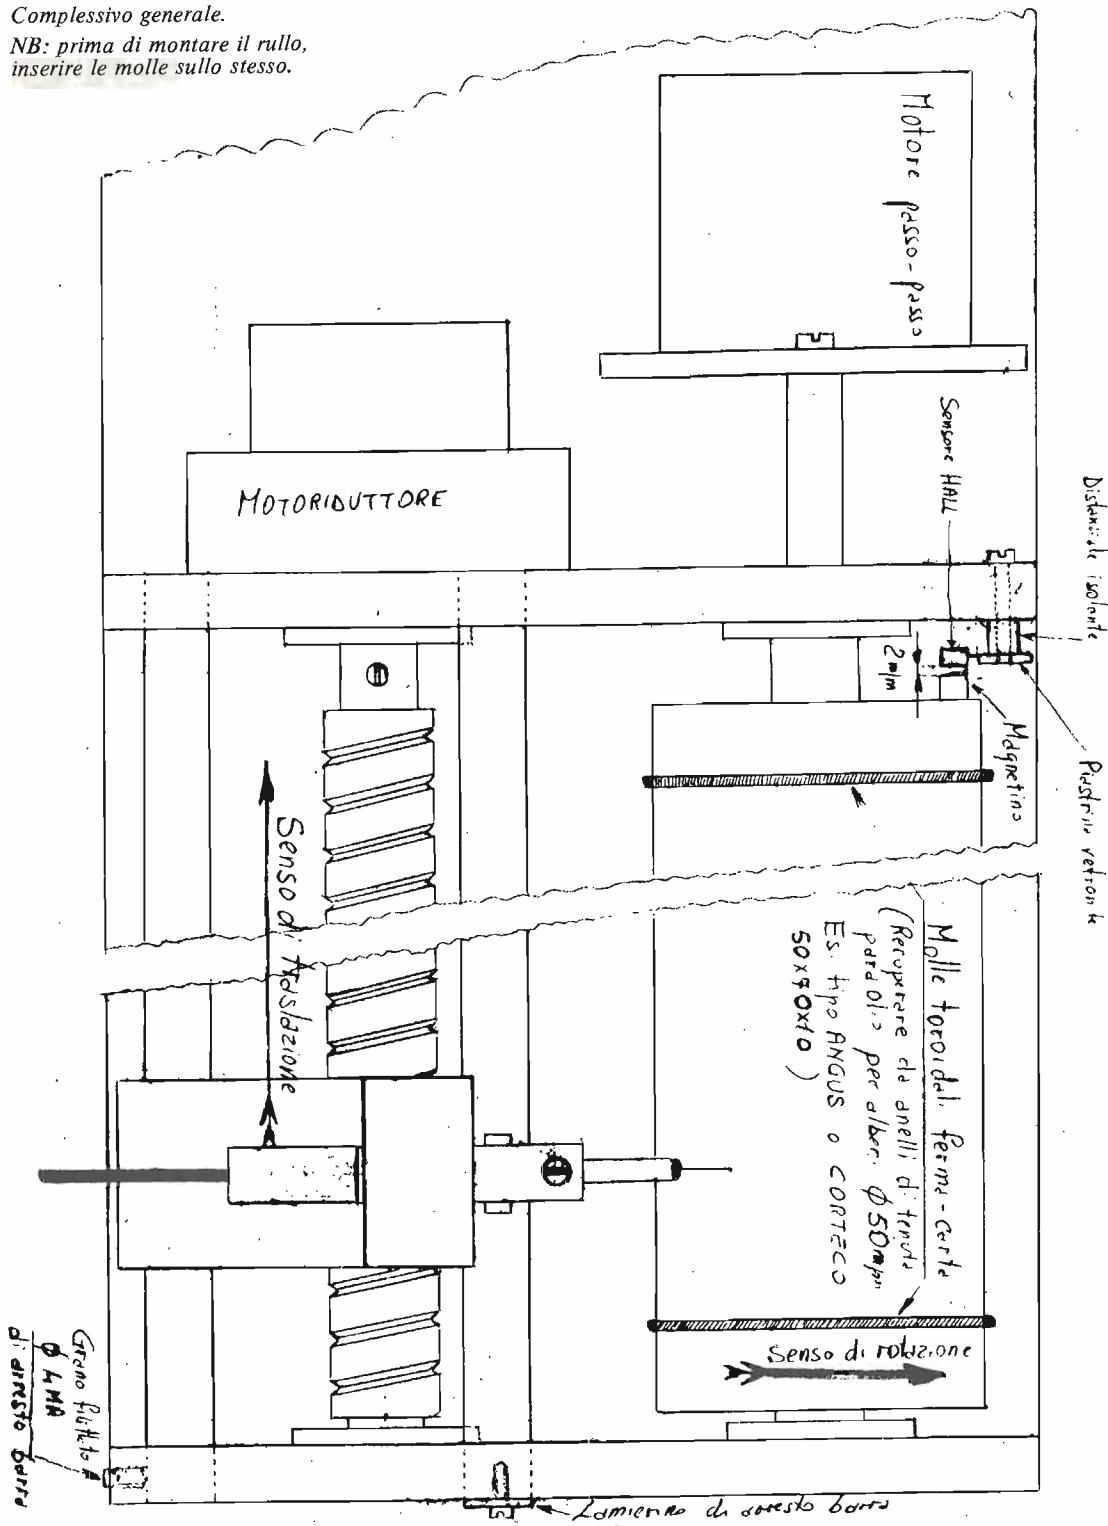 Complessivo generale.
NB: prima di montare il rullo,
inserire le molle sullo stesso.
Motore passo-passo
MOTORIDUTTORE
Sensore HALL
Distanziale isolante
2 m/m
Magnetino
Piastrina vetronite
Senso di traslazione
Molle toroidali ferma-carta
(Recuperare da anelli di tenuta
paraolio per alberi Ø 50 m/m
Es. tipo ANGUS o CORTECO
50x70x10)
Senso di rotazione
Grano filettato
Ø 4 MA
di arresto barra
Lamierino di arresto barra